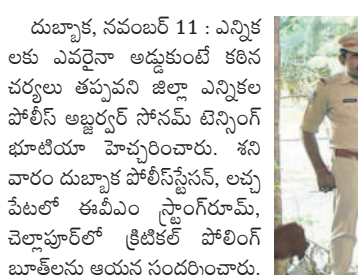 దుబ్బాక, నవంబర్ 11 : ఎన్నిక
లకు ఎవరైనా అడ్డుకుంటే కఠిన
చర్యలు తప్పవని జిల్లా ఎన్నికల
పోలీస్ అబ్జర్వర్ సోనమ్ టెన్సింగ్
భూటియా హెచ్చరించారు. శని
వారం దుబ్బాక పోలీస్‌స్టేసన్, లచ్చ
పేటలో ఈవీఎం స్ట్రాంగ్‌రూమ్,
చెల్లాపూర్‌లో క్రిటికల్ పోలింగ్
బూత్‌లను ఆయన సందర్శించారు.